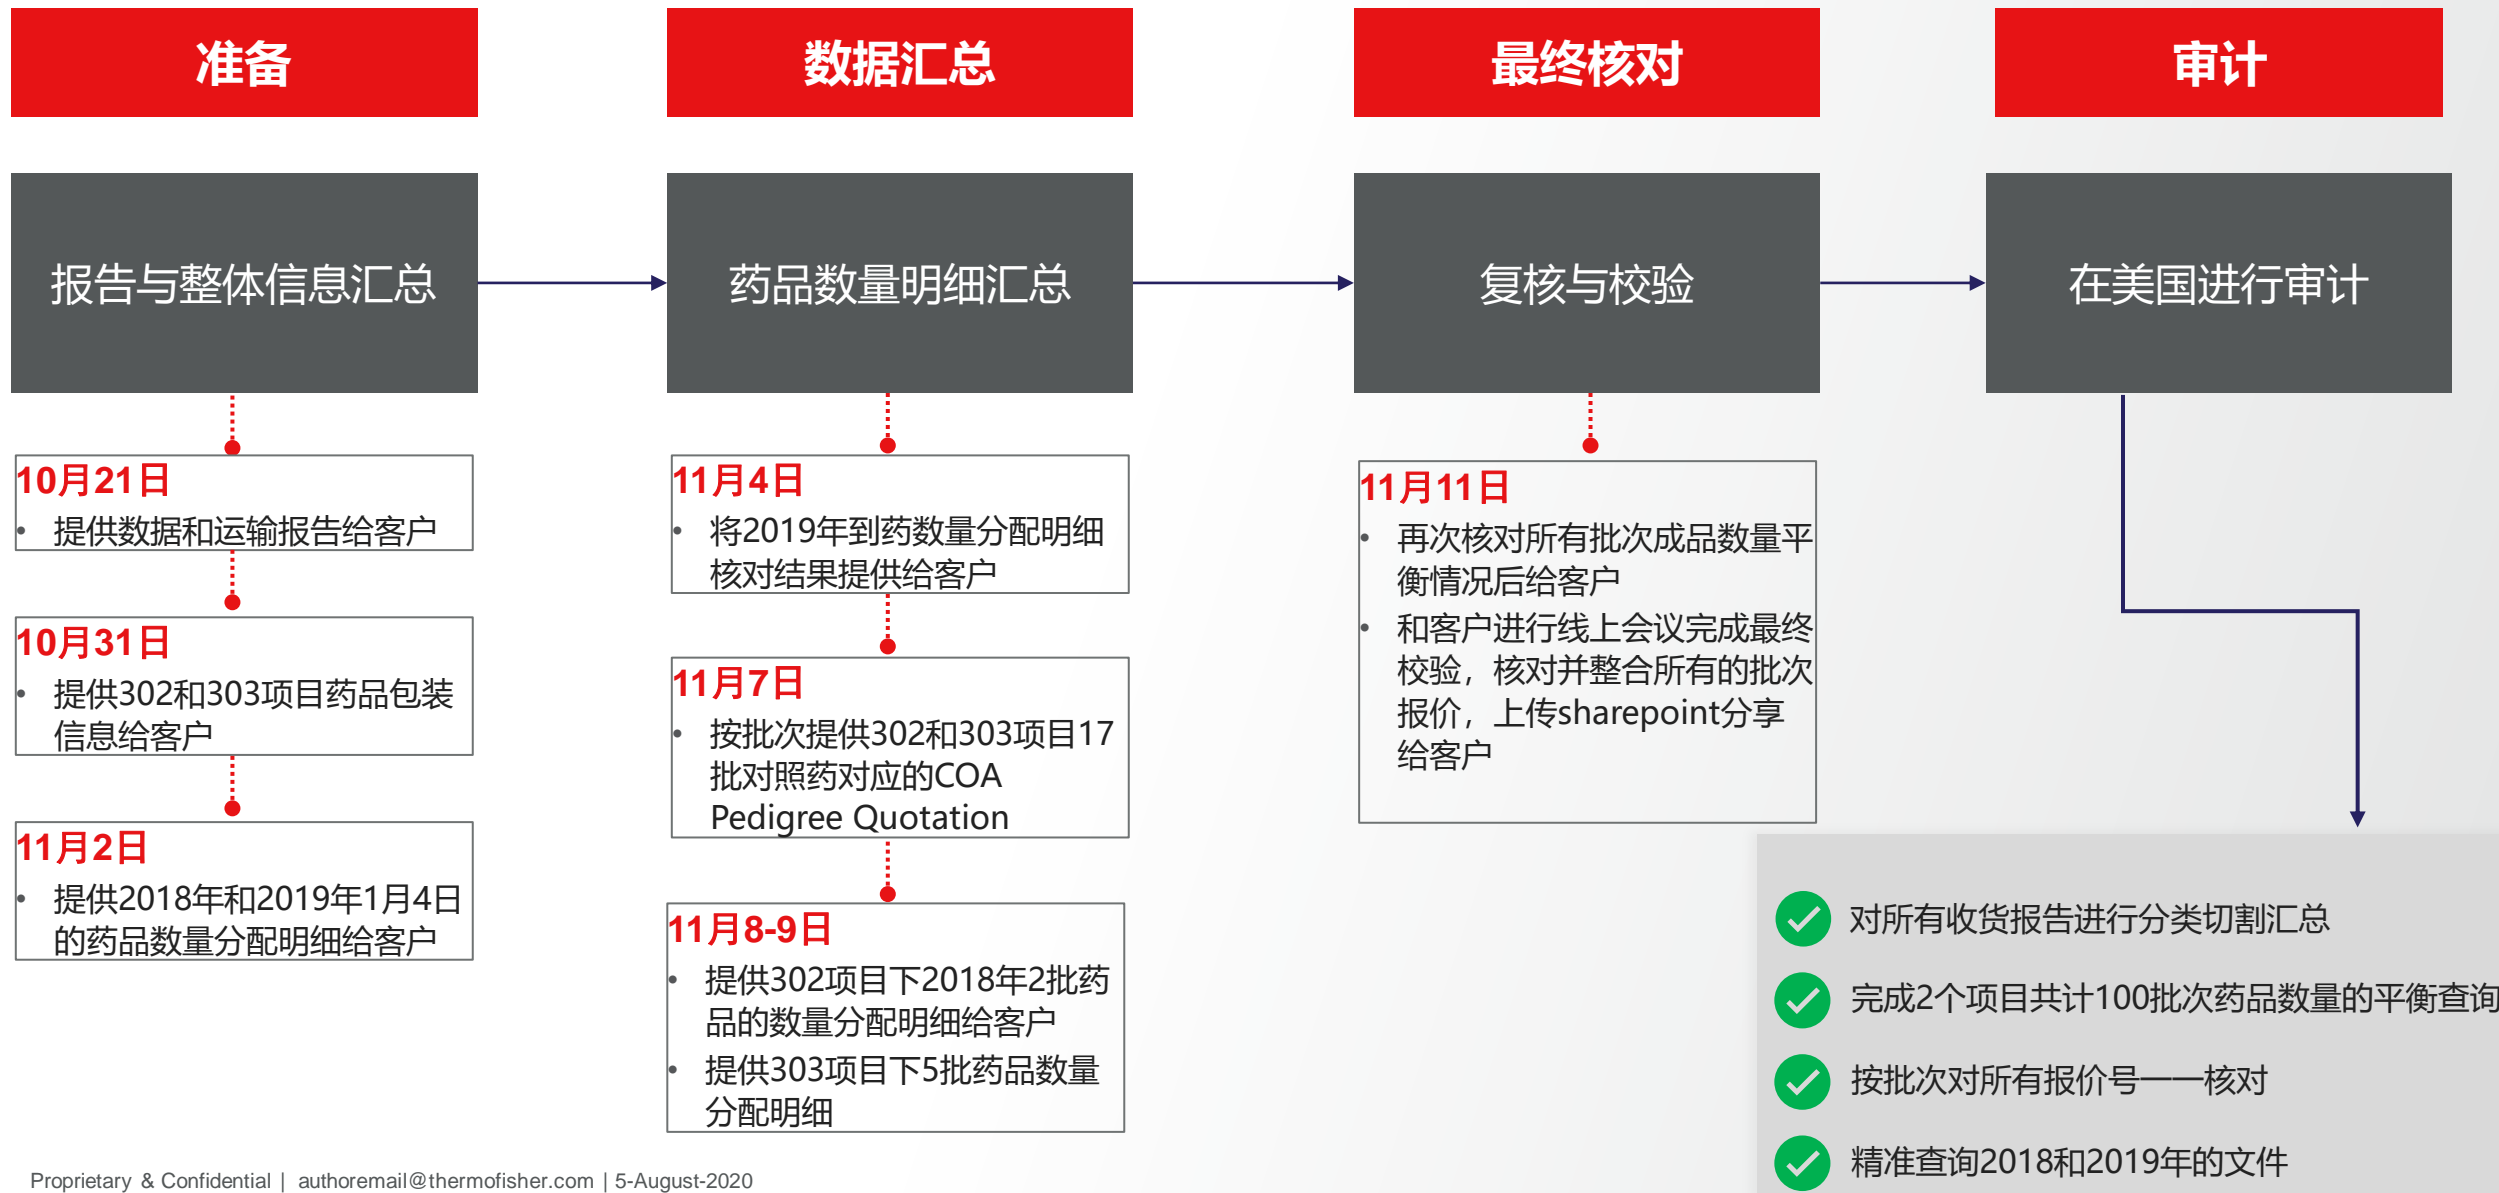 准备
数据汇总
最终核对
审计
报告与整体信息汇总
药品数量明细汇总
复核与校验
在美国进行审计
10月21日
• 提供数据和运输报告给客户
10月31日
• 提供302和303项目药品包装
信息给客户
11月2日
• 提供2018年和2019年1月4日
的药品数量分配明细给客户
11月4日
• 将2019年到药数量分配明细
核对结果提供给客户
11月7日
• 按批次提供302和303项目17
批对照药对应的COA
Pedigree Quotation
11月8-9日
• 提供302项目下2018年2批药
品的数量分配明细给客户
• 提供303项目下5批药品数量
分配明细
11月11日
• 再次核对所有批次成品数量平
衡情况后给客户
• 和客户进行线上会议完成最终
校验，核对并整合所有的批次
报价，上传sharepoint分享
给客户
对所有收货报告进行分类切割汇总
完成2个项目共计100批次药品数量的平衡查询
按批次对所有报价号一一核对
精准查询2018和2019年的文件
Proprietary & Confidential | authoremail@thermofisher.com | 5-August-2020